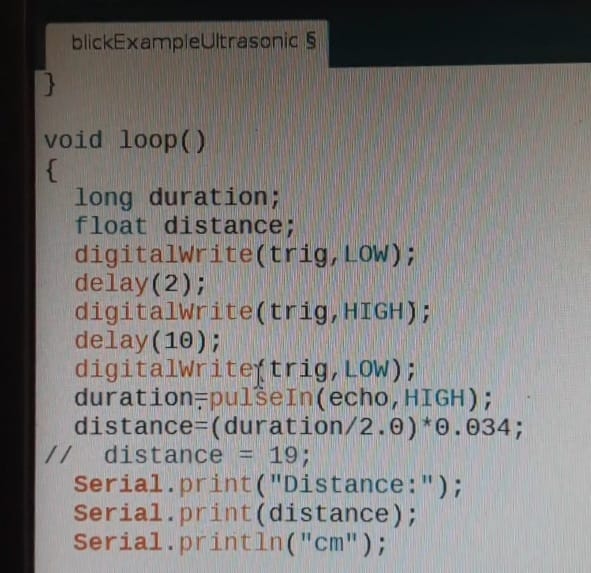 blickExampleUltrasonic §
}
void loop()
{
long duration;
float distance;
digitalWrite(trig,LOW);
delay(2);
digitalWrite(trig,HIGH);
delay(10);
digitalWrite(trig,LOW);
duration=pulseIn(echo,HIGH);
distance=(duration/2.0)*0.034;
// distance = 19;
Serial.print("Distance:");
Serial.print(distance);
Serial.println("cm");